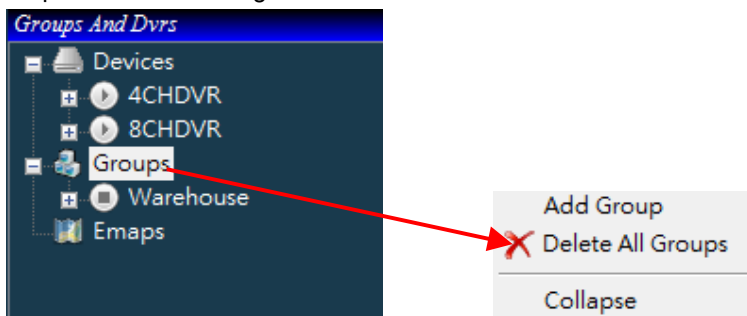 Groups And Dvrs
Devices
4CHDVR
8CHDVR
Groups
Warehouse
Emaps
Add Group
Delete All Groups
Collapse